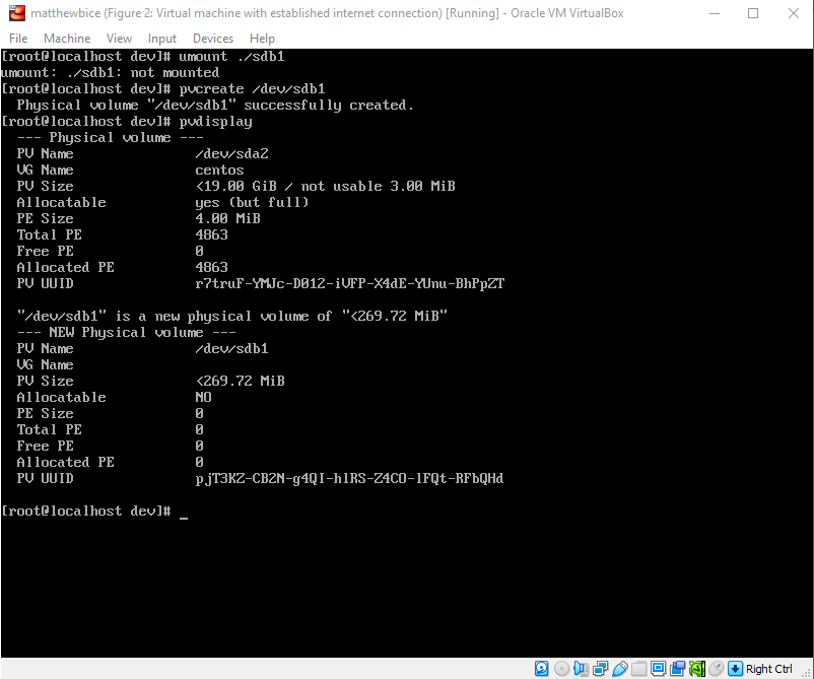 matthewbice (Figure 2: Virtual machine with established internet connection) [Running] - Oracle VM VirtualBox
File Machine View Input Devices Help
[root@localhost dev]# umount ./sdb1
umount: ./sdb1: not mounted
[root@localhost dev]# pvcreate /dev/sdb1
  Physical volume "/dev/sdb1" successfully created.
[root@localhost dev]# pvdisplay
  --- Physical volume ---
  PV Name               /dev/sda2
  VG Name               centos
  PV Size               <19.00 GiB / not usable 3.00 MiB
  Allocatable           yes (but full)
  PE Size               4.00 MiB
  Total PE              4863
  Free PE               0
  Allocated PE          4863
  PV UUID               r7truF-YMJc-D012-iVFP-X4dE-YUnu-BhPpZT
  "/dev/sdb1" is a new physical volume of "<269.72 MiB"
  --- NEW Physical volume ---
  PV Name               /dev/sdb1
  VG Name
  PV Size               <269.72 MiB
  Allocatable           NO
  PE Size               0
  Total PE              0
  Free PE               0
  Allocated PE          0
  PV UUID               pjT3KZ-CB2N-g4QI-hlRS-Z4CO-lFQt-RFbQHd
[root@localhost dev]# _
Right Ctrl